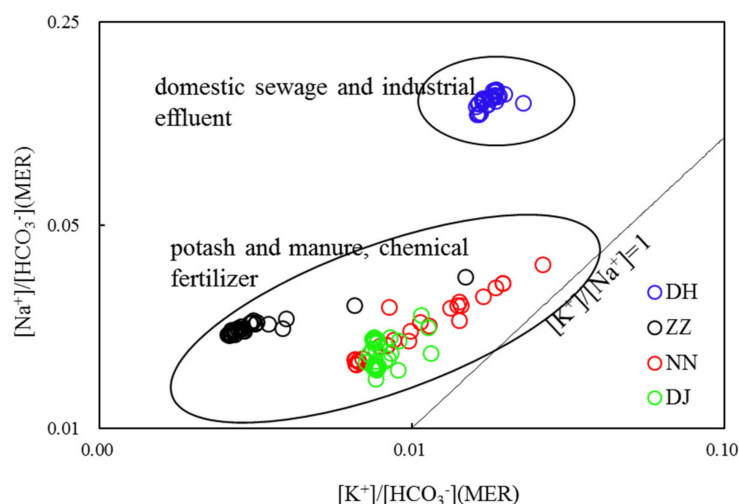 0.25
domestic sewage and industrial
effluent
0.05
potash and manure, chemical
fertilizer
0.01
[Na⁺]/[HCO₃⁻](MER)
[K⁺]/[Na⁺]=1
DH
ZZ
NN
DJ
0.00 0.01 0.10
[K⁺]/[HCO₃⁻](MER)